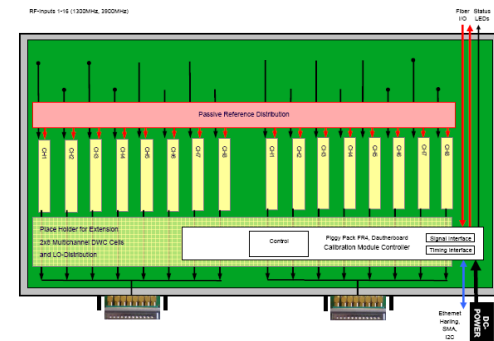 RF-Inputs 1-16 (1300MHz, 3900MHz)
Fiber Status
I/O LEDs
Passive Reference Distribution
CH1
CH2
CH3
CH4
CH5
CH6
CH7
CH8
CH1
CH2
CH3
CH4
CH5
CH6
CH7
CH8
Place Holder for Extension
2x8 Multichannel DWC Cells
and LO-Distribution
Control
Piggy Pack FR4, Dautherboard
Calibration Module Controler
Signal Interface
Timing Interface
Ethernet
Harting,
SMA,
I2C
DC-
POWER